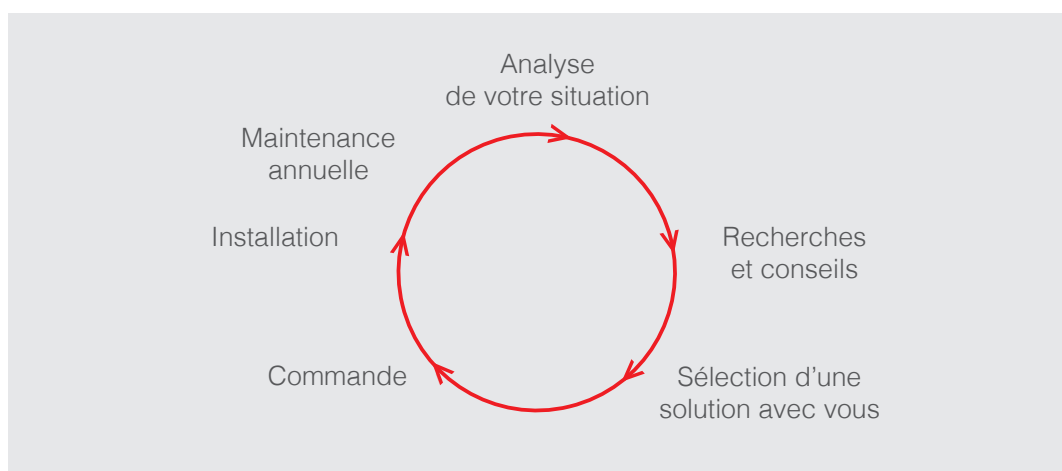 Analyse
de votre situation
Recherches
et conseils
Sélection d’une
solution avec vous
Commande
Installation
Maintenance
annuelle